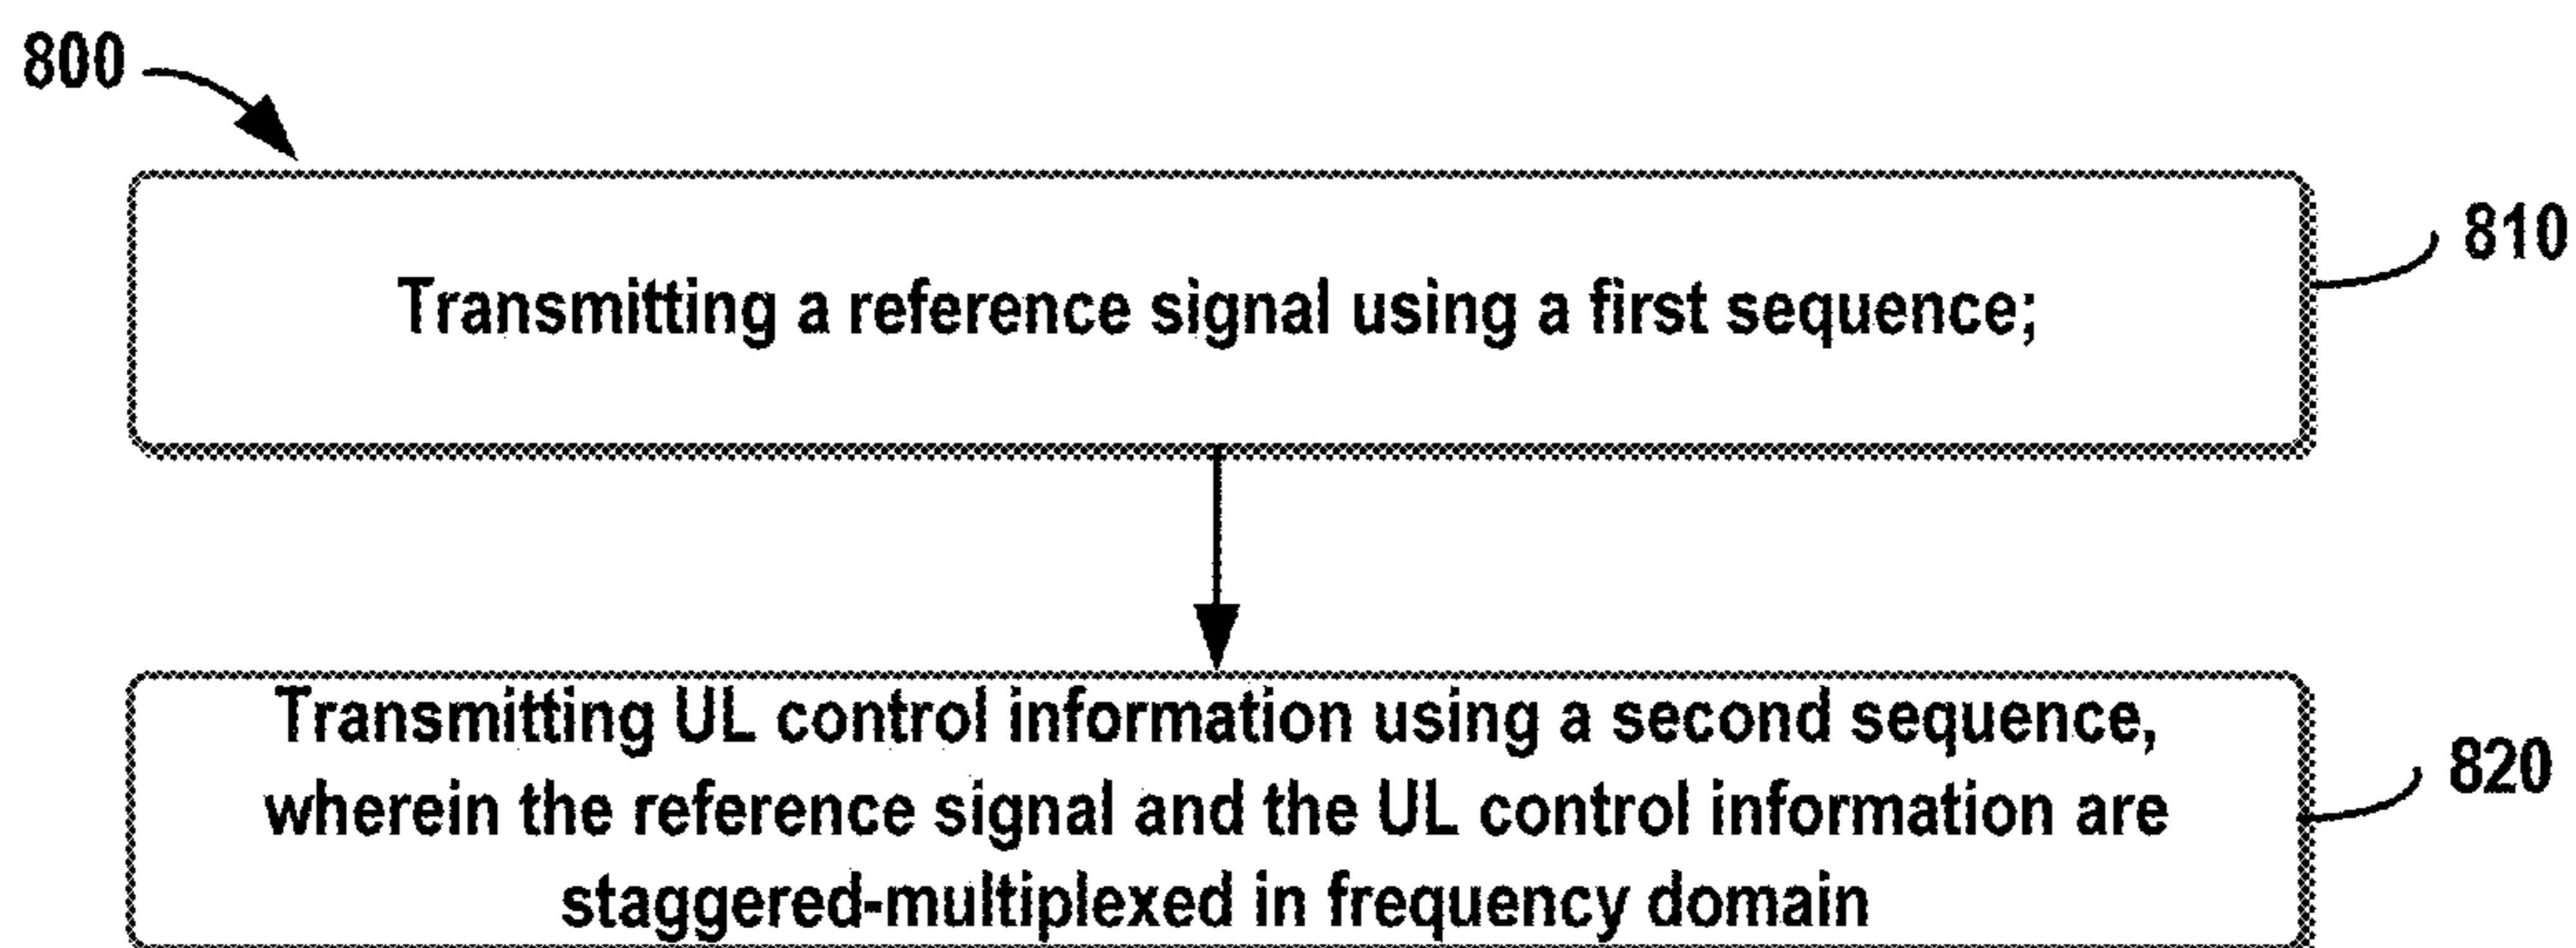 800
810
Transmitting a reference signal using a first sequence;
Transmitting UL control information using a second sequence,
820
wherein the reference signal and the UL control information are
staggered-multiplexed in frequency domain